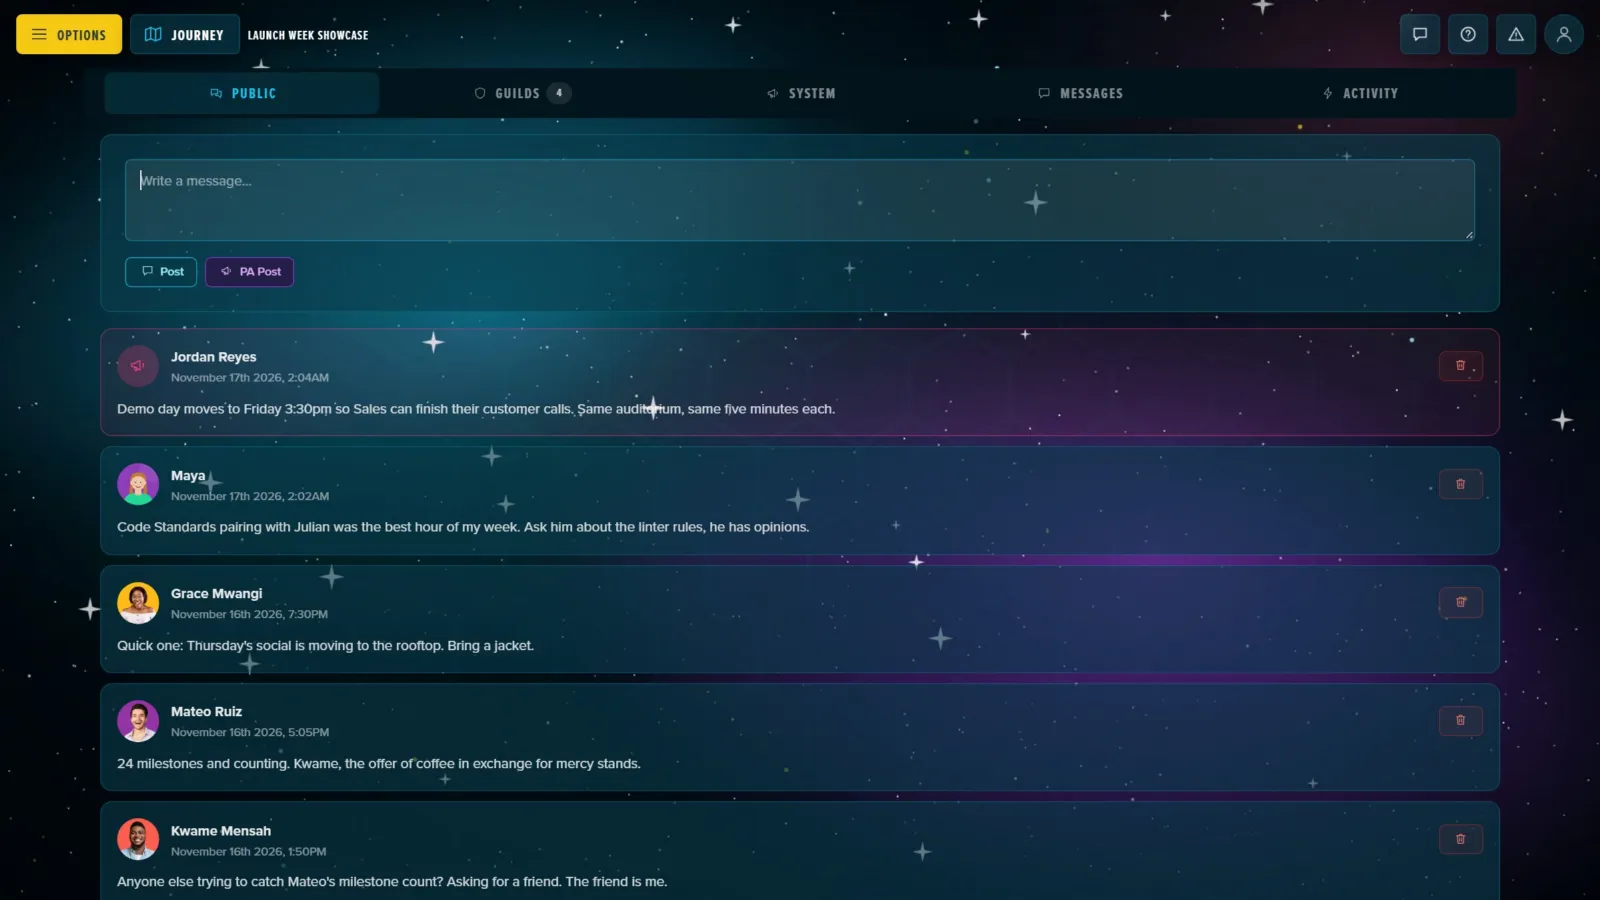 OPTIONS
JOURNEY
LAUNCH WEEK SHOWCASE
PUBLIC
GUILDS 4
SYSTEM
MESSAGES
ACTIVITY
Write a message...
Post
PA Post
Jordan Reyes
November 17th 2026, 2:04AM
Demo day moves to Friday 3:30pm so Sales can finish their customer calls. Same auditorium, same five minutes each.
Maya
November 17th 2026, 2:02AM
Code Standards pairing with Julian was the best hour of my week. Ask him about the linter rules, he has opinions.
Grace Mwangi
November 16th 2026, 7:30PM
Quick one: Thursday's social is moving to the rooftop. Bring a jacket.
Mateo Ruiz
November 16th 2026, 5:05PM
24 milestones and counting. Kwame, the offer of coffee in exchange for mercy stands.
Kwame Mensah
November 16th 2026, 1:50PM
Anyone else trying to catch Mateo's milestone count? Asking for a friend. The friend is me.